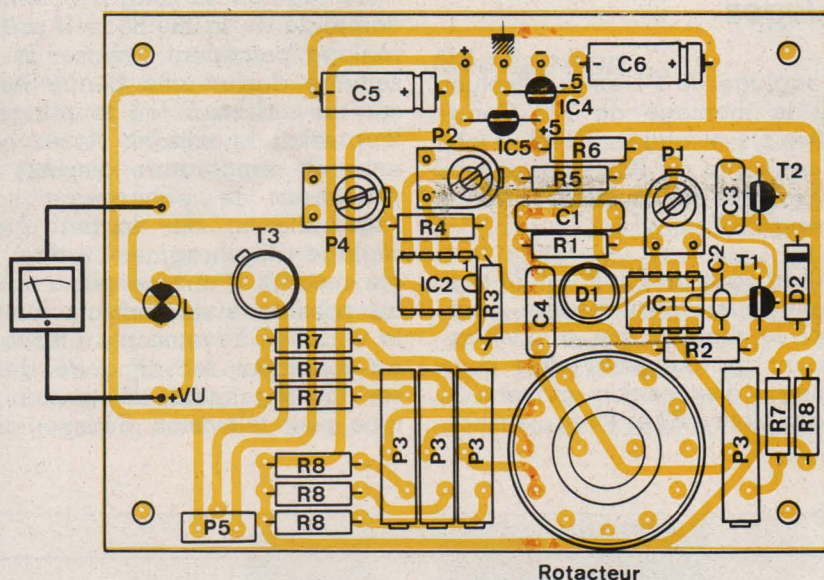 + -
C5
C6
-5
IC4
+5
IC5
P2
R6
P1
T2
R5
C3
P4
T3
C1
R4
R1
IC2
1
R3
C4
D1
IC1
1
C2
T1
D2
L
R7
R7
R7
R2
+VU
P3
P3
P3
P3
R7
R8
R8
R8
R8
P5
Rotacteur